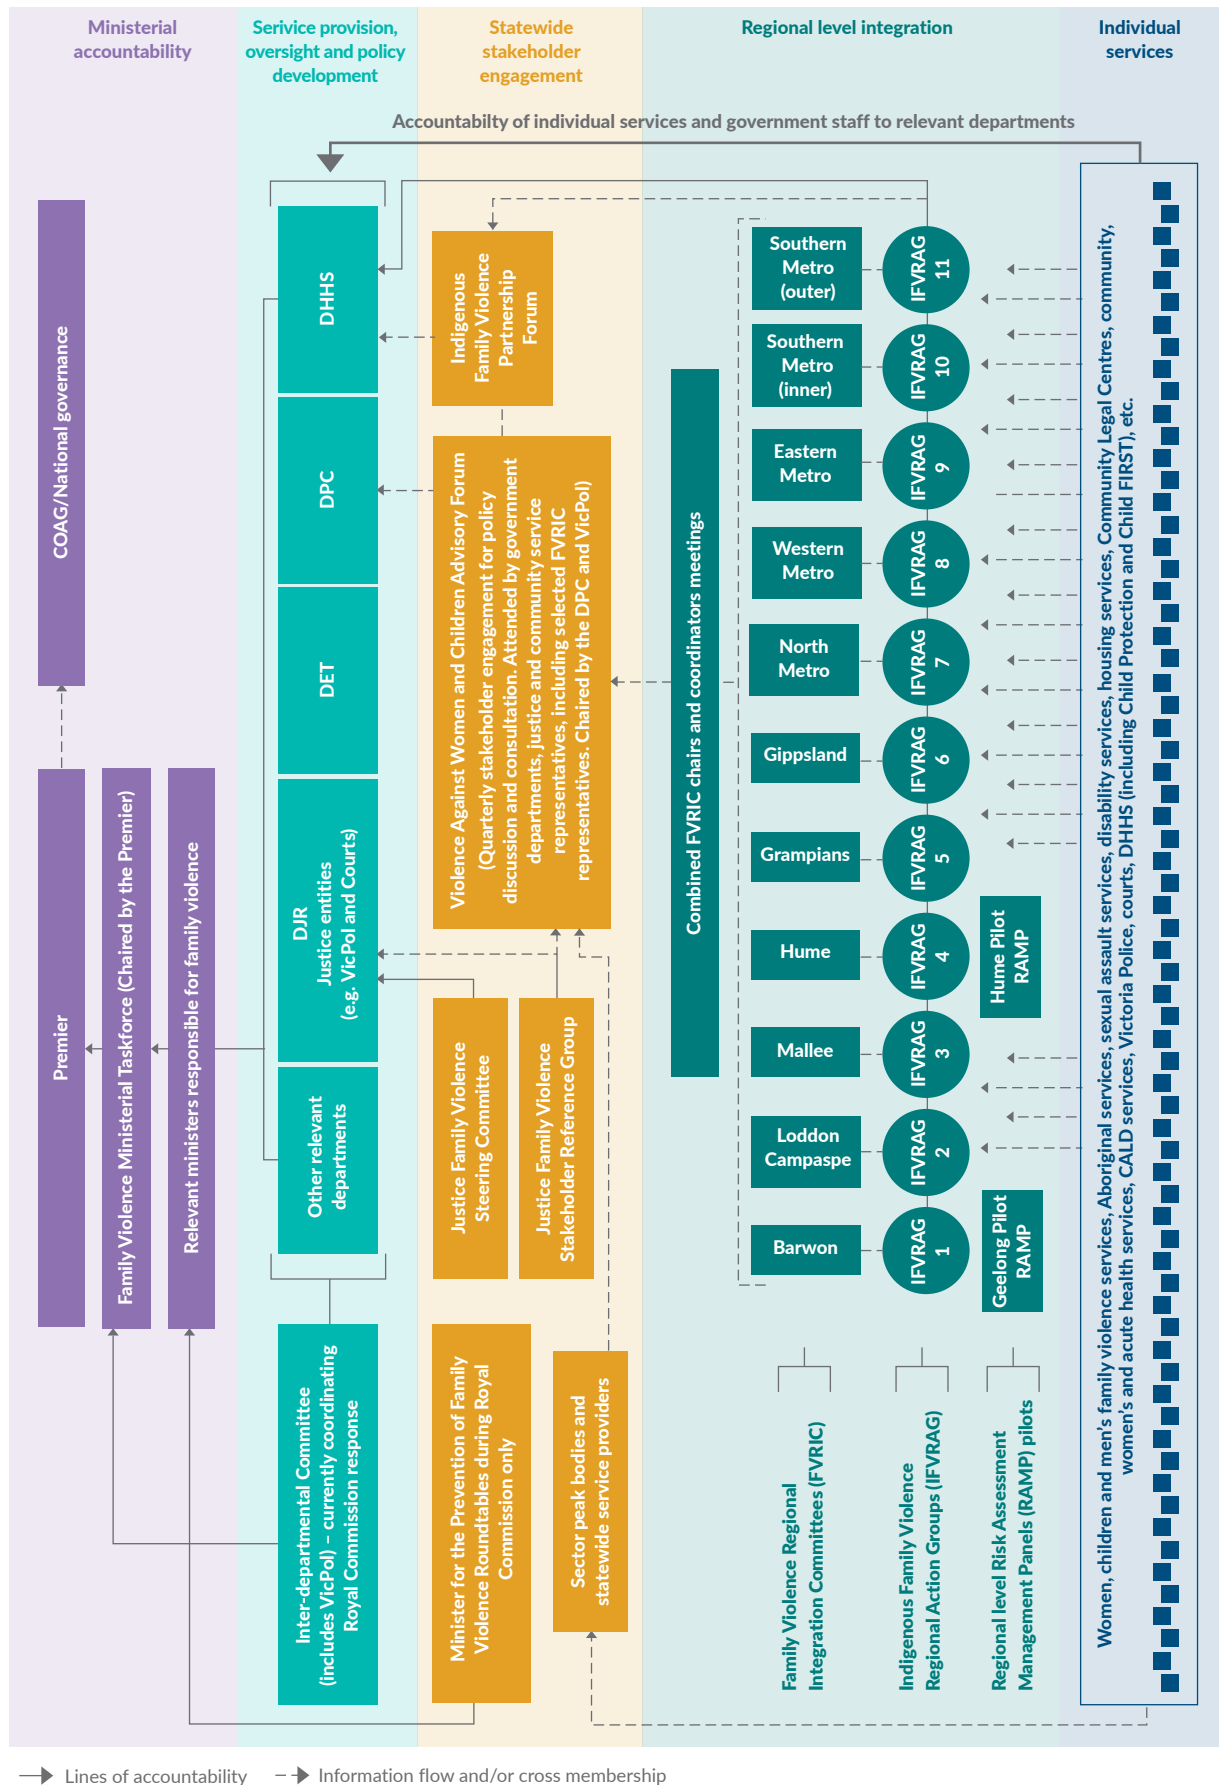 Ministerial
accountability
Serivice provision,
oversight and policy
development
Statewide
stakeholder
engagement
Regional level integration
Individual
services
Accountabilty of individual services and government staff to relevant departments
COAG/National governance
Premier
Family Violence Ministerial Taskforce (Chaired by the Premier)
Relevant ministers responsible for family violence
DHHS
DPC
DET
DJR
Justice entities
(e.g. VicPol and Courts)
Other relevant
departments
Inter-departmental Committee
(includes VicPol) – currently coordinating
Royal Commission response
Indigenous
Family Violence
Partnership
Forum
Violence Against Women and Children Advisory Forum
(Quarterly stakeholder engagement for policy
discussion and consultation. Attended by government
departments, justice and community service
representatives, including selected FVRIC
representatives. Chaired by the DPC and VicPol)
Justice Family Violence
Steering Committee
Justice Family Violence
Stakeholder Reference Group
Minister for the Prevention of Family
Violence Roundtables during Royal
Commission only
Sector peak bodies and
statewide service providers
Combined FVRIC chairs and coordinators meetings
Southern
Metro
(outer)
IFVRAG
11
Southern
Metro
(inner)
IFVRAG
10
Eastern
Metro
IFVRAG
9
Western
Metro
IFVRAG
8
North
Metro
IFVRAG
7
Gippsland
IFVRAG
6
Grampians
IFVRAG
5
Hume
IFVRAG
4
Hume Pilot
RAMP
Mallee
IFVRAG
3
Loddon
Campaspe
IFVRAG
2
Barwon
IFVRAG
1
Geelong Pilot
RAMP
Family Violence Regional
Integration Committees (FVRIC)
Indigenous Family Violence
Regional Action Groups (IFVRAG)
Regional level Risk Assessment
Management Panels (RAMP) pilots
Women, children and men's family violence services, Aboriginal services, sexual assault services, disability services, housing services, Community Legal Centres, community,
women's and acute health services, CALD services, Victoria Police, courts, DHHS (including Child Protection and Child FIRST), etc.
Lines of accountability
Information flow and/or cross membership